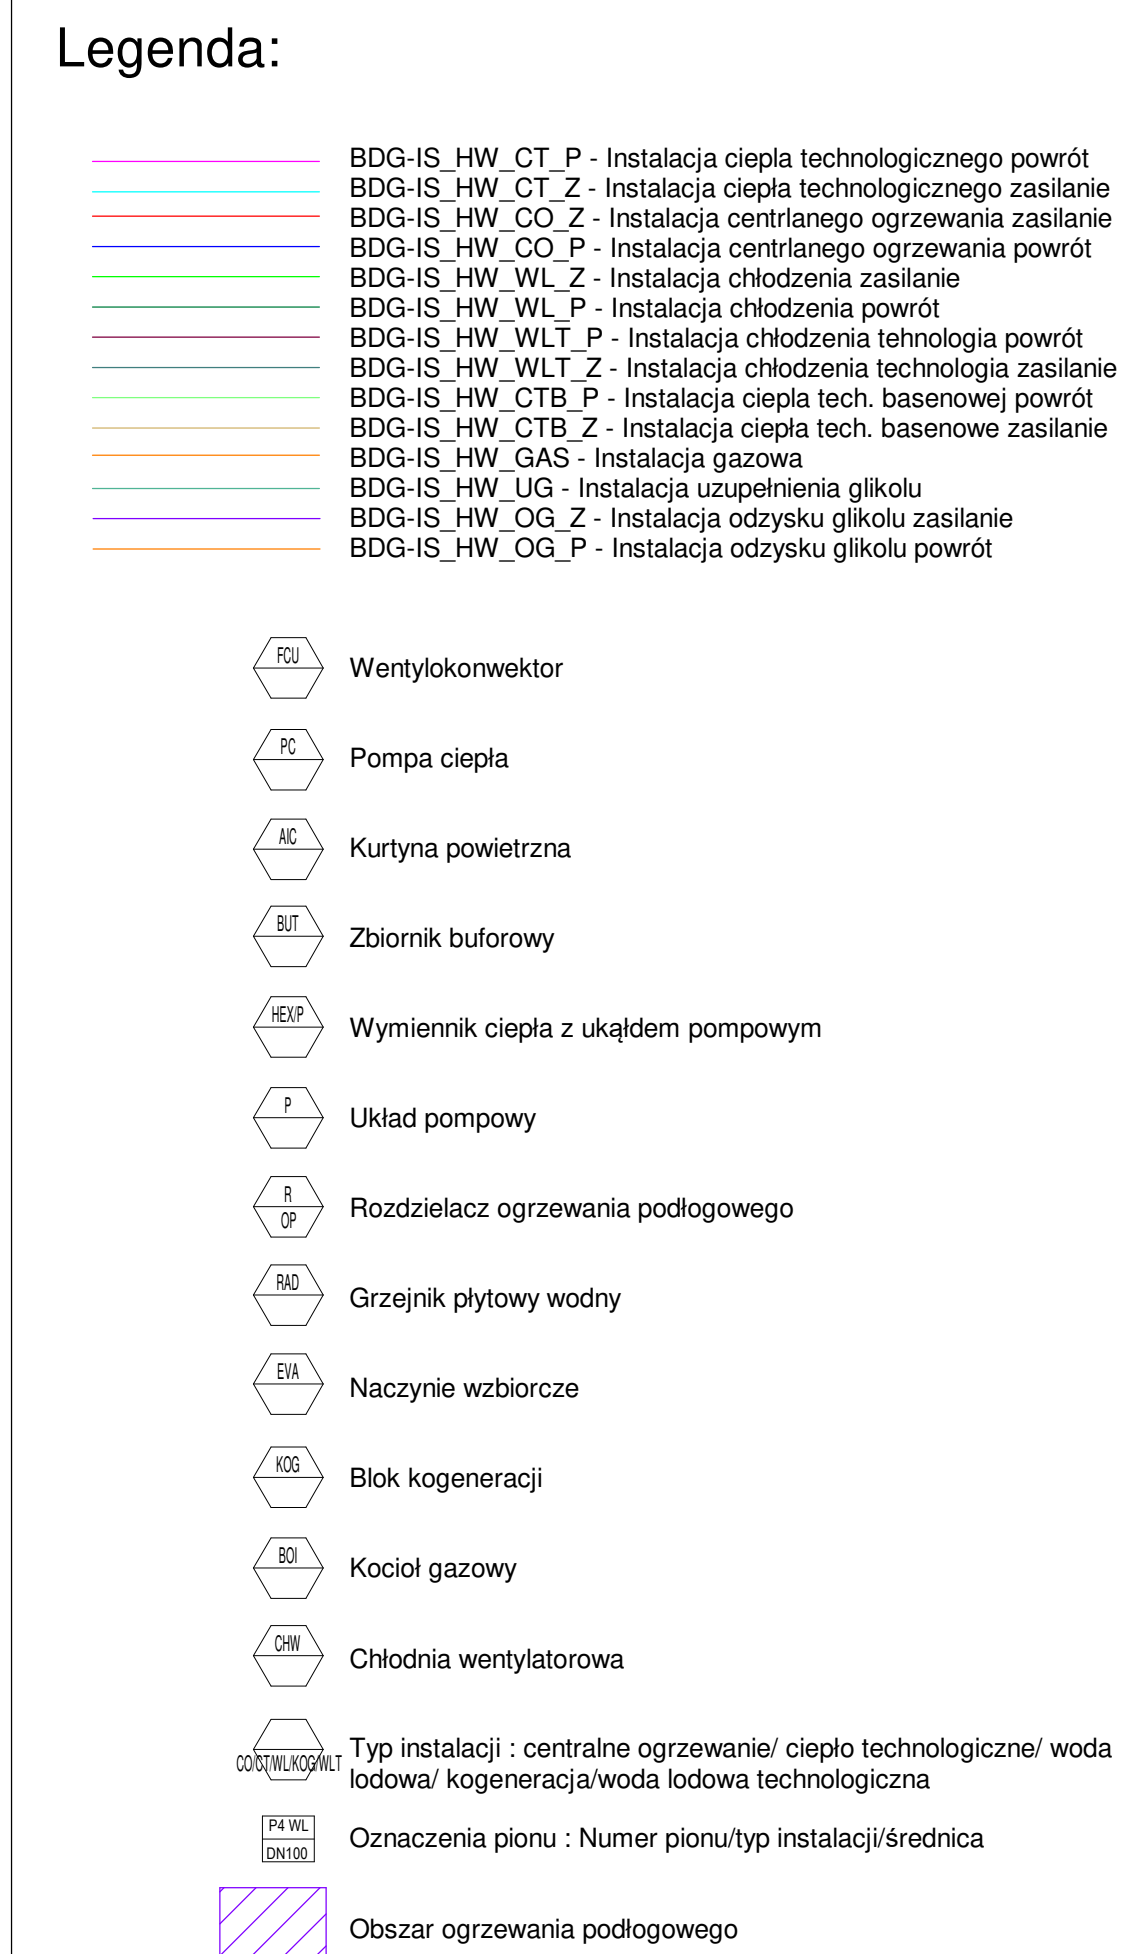 Legenda:
BDG-IS_HW_CT_P - Instalacja ciepla technologicznego powrót
BDG-IS_HW_CT_Z - Instalacja ciepła technologicznego zasilanie
BDG-IS_HW_CO_Z - Instalacja centrlanego ogrzewania zasilanie
BDG-IS_HW_CO_P - Instalacja centrlanego ogrzewania powrót
BDG-IS_HW_WL_Z - Instalacja chłodzenia zasilanie
BDG-IS_HW_WL_P - Instalacja chłodzenia powrót
BDG-IS_HW_WLT_P - Instalacja chłodzenia tehnologia powrót
BDG-IS_HW_WLT_Z - Instalacja chłodzenia technologia zasilanie
BDG-IS_HW_CTB_P - Instalacja ciepla tech. basenowej powrót
BDG-IS_HW_CTB_Z - Instalacja ciepła tech. basenowe zasilanie
BDG-IS_HW_GAS - Instalacja gazowa
BDG-IS_HW_UG - Instalacja uzupełnienia glikolu
BDG-IS_HW_OG_Z - Instalacja odzysku glikolu zasilanie
BDG-IS_HW_OG_P - Instalacja odzysku glikolu powrót
FCU
Wentylokonwektor
PC
Pompa ciepła
AIC
Kurtyna powietrzna
BUT
Zbiornik buforowy
HEX/P
Wymiennik ciepła z ukąłdem pompowym
P
Układ pompowy
R
OP
Rozdzielacz ogrzewania podłogowego
RAD
Grzejnik płytowy wodny
EVA
Naczynie wzbiorcze
KOG
Blok kogeneracji
BOI
Kocioł gazowy
CHW
Chłodnia wentylatorowa
CO/CT/WL/KOG/WLT
Typ instalacji : centralne ogrzewanie/ ciepło technologiczne/ woda
lodowa/ kogeneracja/woda lodowa technologiczna
P4 WL
DN100
Oznaczenia pionu : Numer pionu/typ instalacji/średnica
Obszar ogrzewania podłogowego